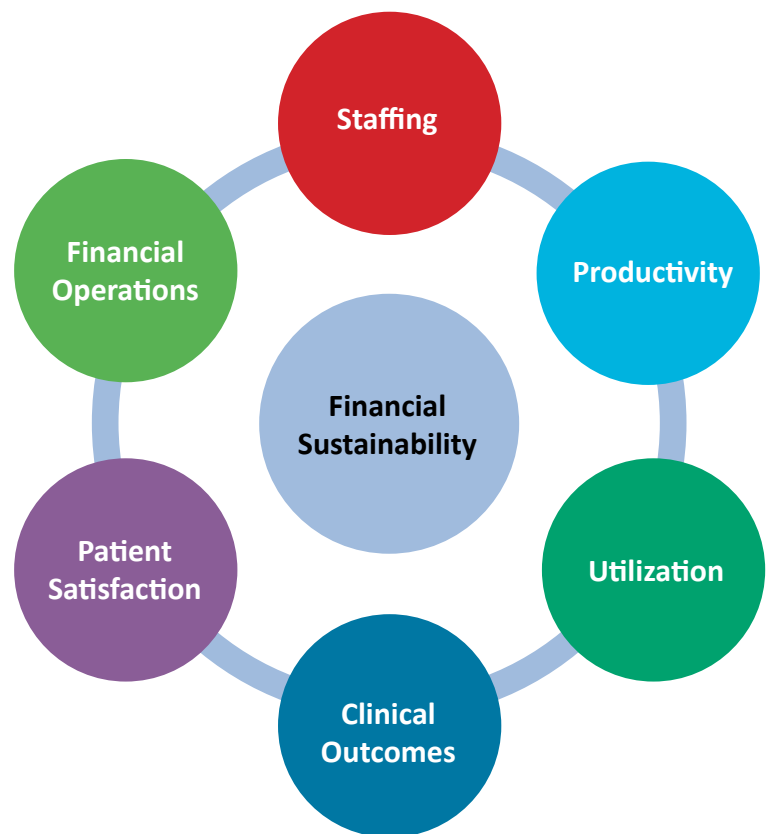 Staffing
Productivity
Utilization
Clinical
Outcomes
Patient
Satisfaction
Financial
Operations
Financial
Sustainability